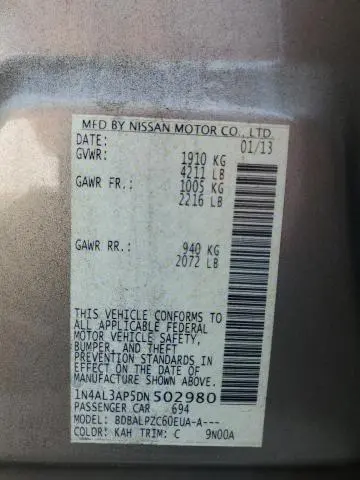 MFD BY NISSAN MOTOR CO., LTD.
DATE: 01/13
GVWR: 1910 KG
4211 LB
GAWR FR.: 1005 KG
2216 LB
GAWR RR.: 940 KG
2072 LB
THIS VEHICLE CONFORMS TO
ALL APPLICABLE FEDERAL
MOTOR VEHICLE SAFETY,
BUMPER, AND THEFT
PREVENTION STANDARDS IN
EFFECT ON THE DATE OF
MANUFACTURE SHOWN ABOVE.
1N4AL3AP5DN502980
PASSENGER CAR 694
MODEL: BDBALPZC60EUA-A---
COLOR: KAH TRIM: C 9N00A